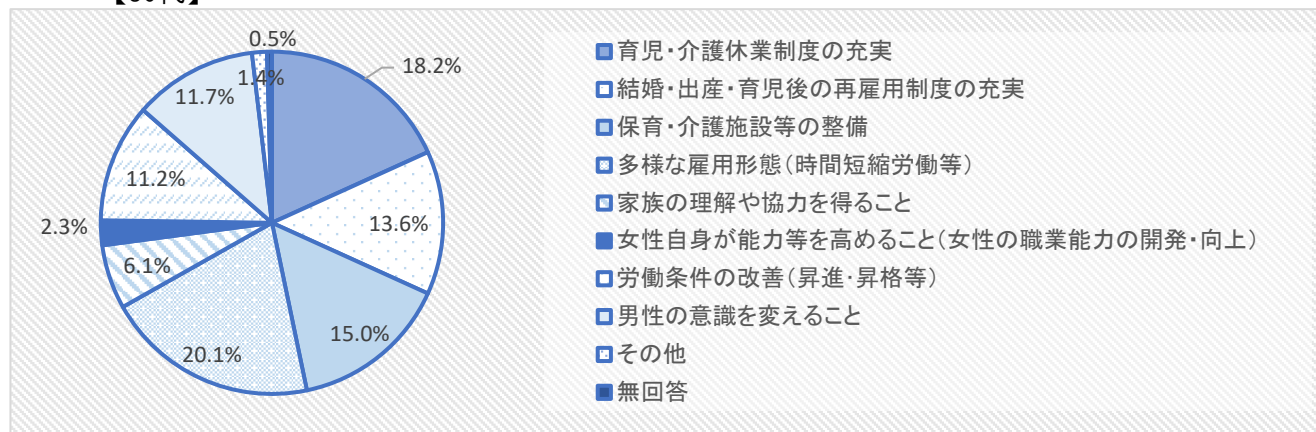 0.5%
18.2%
1.4%
11.7%
11.2%
13.6%
2.3%
6.1%
15.0%
20.1%
育児・介護休業制度の充実
結婚・出産・育児後の再雇用制度の充実
保育・介護施設等の整備
多様な雇用形態(時間短縮労働等)
家族の理解や協力を得ること
女性自身が能力等を高めること(女性の職業能力の開発・向上)
労働条件の改善(昇進・昇格等)
男性の意識を変えること
その他
無回答